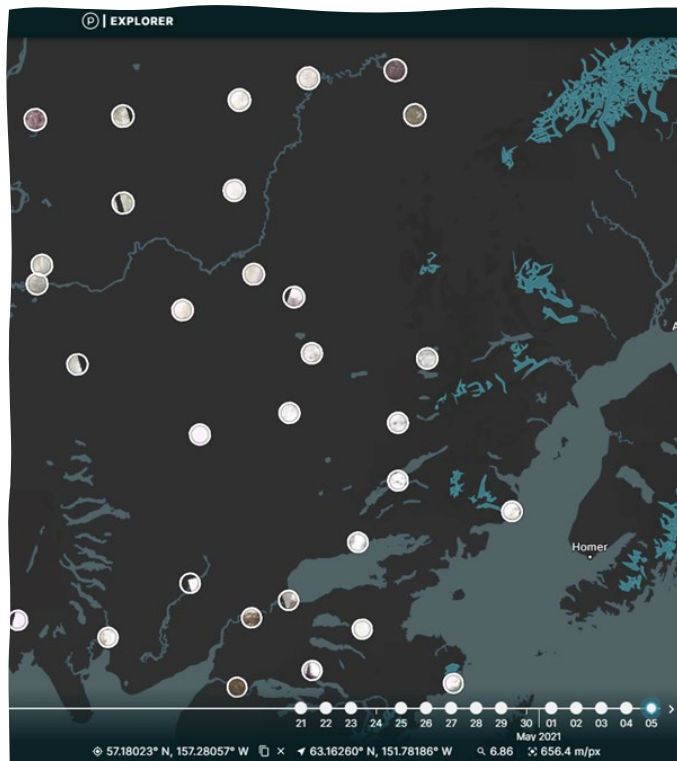 P | EXPLORER
A
Homer
21 22 23 24 25 26 27 28 29 30 01 02 03 04 05
May 2021
57.18023° N, 157.28057° W 63.16260° N, 151.78186° W 6.86 656.4 m/px